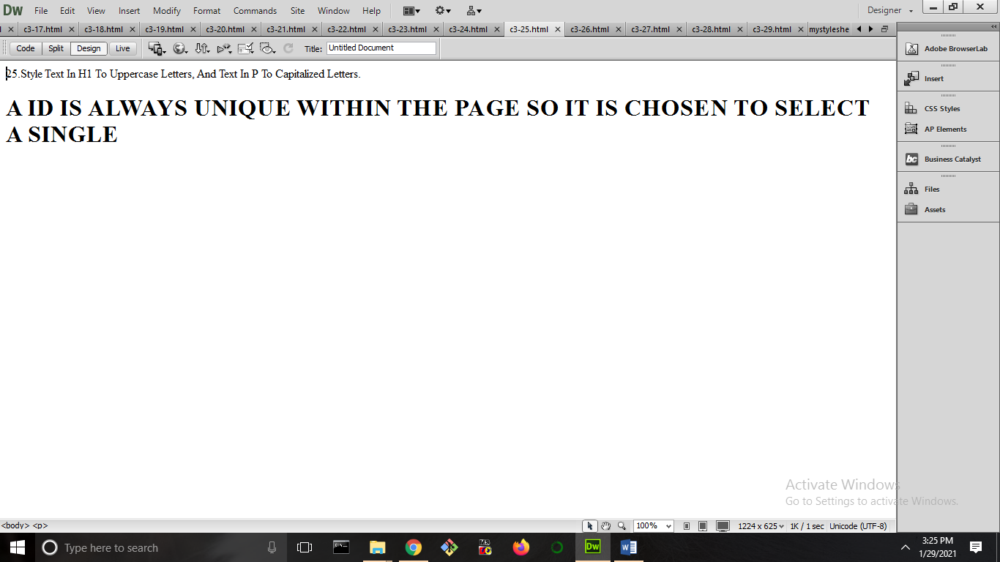 Dw File Edit View Insert Modify Format Commands Site Window Help Designer
c3-17.html c3-18.html c3-19.html c3-20.html c3-21.html c3-22.html c3-23.html c3-24.html c3-25.html c3-26.html c3-27.html c3-28.html c3-29.html mystyleshe
Code Split Design Live Title: Untitled Document
25.Style Text In H1 To Uppercase Letters, And Text In P To Capitalized Letters.
A ID IS ALWAYS UNIQUE WITHIN THE PAGE SO IT IS CHOSEN TO SELECT
A SINGLE
Adobe BrowserLab
Insert
CSS Styles
AP Elements
bc Business Catalyst
Files
Assets
Activate Windows
Go to Settings to activate Windows.
<body> <p> 100% 1224 x 625 1K / 1 sec Unicode (UTF-8)
Type here to search Dw W 3:25 PM
1/29/2021